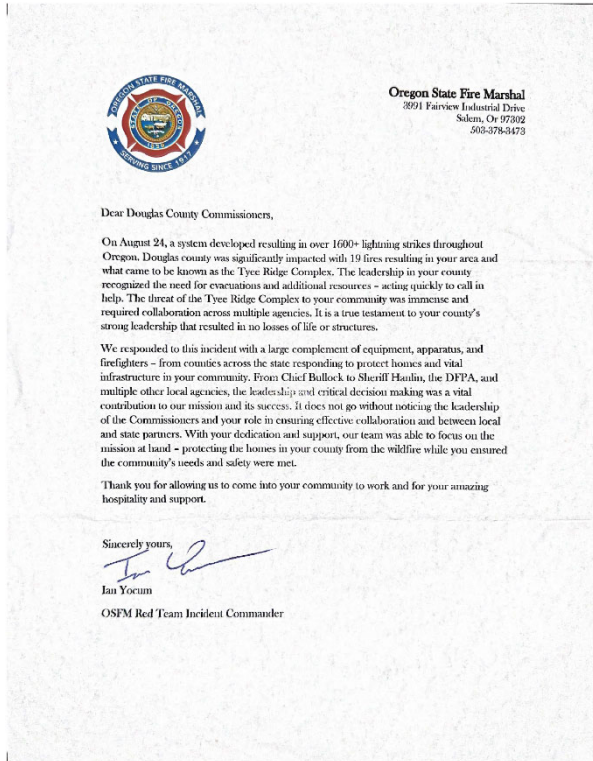 OREGON STATE FIRE MARSHAL
STATE OF OREGON
1859
SERVING SINCE 1917
Oregon State Fire Marshal
3991 Fairview Industrial Drive
Salem, Or 97302
503-378-3473
Dear Douglas County Commissioners,
On August 24, a system developed resulting in over 1600+ lightning strikes throughout
Oregon. Douglas county was significantly impacted with 19 fires resulting in your area and
what came to be known as the Tyee Ridge Complex. The leadership in your county
recognized the need for evacuations and additional resources – acting quickly to call in
help. The threat of the Tyee Ridge Complex to your community was immense and
required collaboration across multiple agencies. It is a true testament to your county's
strong leadership that resulted in no losses of life or structures.
We responded to this incident with a large complement of equipment, apparatus, and
firefighters – from counties across the state responding to protect homes and vital
infrastructure in your community. From Chief Bullock to Sheriff Hanlin, the DFPA, and
multiple other local agencies, the leadership and critical decision making was a vital
contribution to our mission and its success. It does not go without noticing the leadership
of the Commissioners and your role in ensuring effective collaboration and between local
and state partners. With your dedication and support, our team was able to focus on the
mission at hand – protecting the homes in your county from the wildfire while you ensured
the community's needs and safety were met.
Thank you for allowing us to come into your community to work and for your amazing
hospitality and support.
Sincerely yours,
Ian Yocum
OSFM Red Team Incident Commander